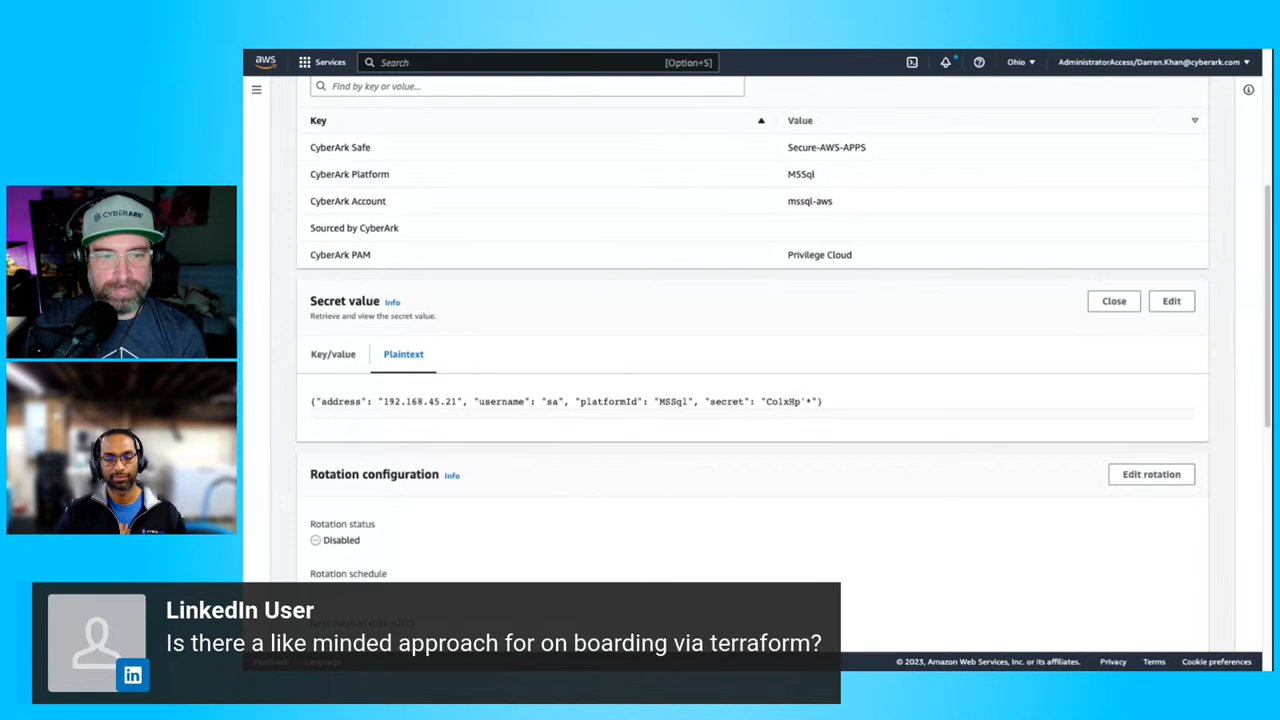 aws
Services
Search
[Option+S]
Ohio
AdministratorAccess/Darren.Khan@cyberark.com
Find by key or value...
Key Value
CyberArk Safe Secure-AWS-APPS
CyberArk Platform MSSql
CyberArk Account mssql-aws
Sourced by CyberArk
CyberArk PAM Privilege Cloud
Secret value Info
Close Edit
Retrieve and view the secret value.
Key/value Plaintext
{"address": "192.168.45.21", "username": "sa", "platformId": "MSSql", "secret": "ColxHp'*"}
Rotation configuration Info
Edit rotation
Rotation status
Disabled
Rotation schedule
CYBERARK
LinkedIn User
Is there a like minded approach for on boarding via terraform?
in
Feedback Language
© 2023, Amazon Web Services, Inc. or its affiliates. Privacy Terms Cookie preferences